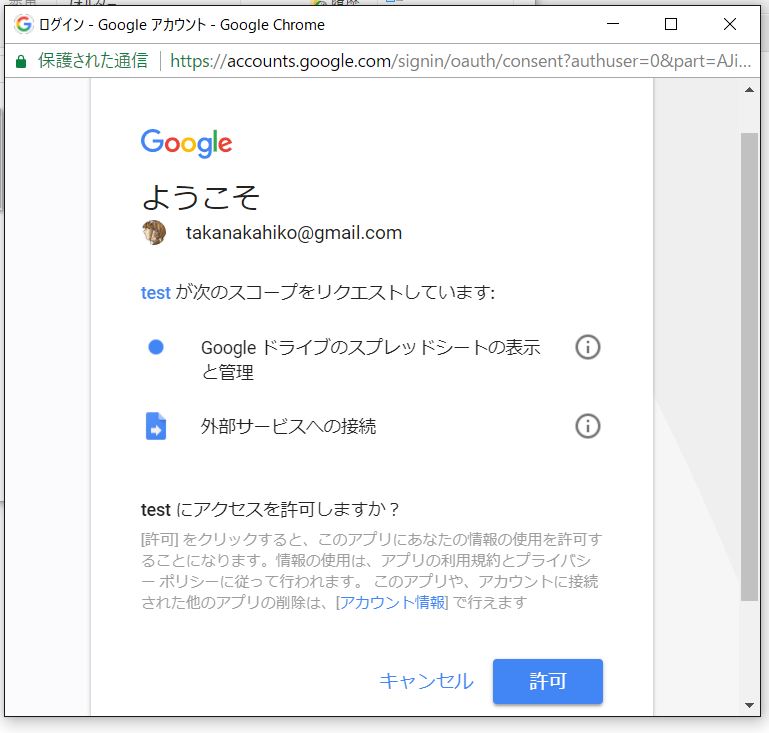 ログイン - Google アカウント - Google Chrome
保護された通信 https://accounts.google.com/signin/oauth/consent?authuser=0&part=AJi...
Google
ようこそ
takanakahiko@gmail.com
test が次のスコープをリクエストしています:
Google ドライブのスプレッドシートの表示
と管理
外部サービスへの接続
test にアクセスを許可しますか？
[許可] をクリックすると、このアプリにあなたの情報の使用を許可す
ることになります。情報の使用は、アプリの利用規約とプライバシ
ー ポリシーに従って行われます。 このアプリや、アカウントに接続
された他のアプリの削除は、[アカウント情報] で行えます
キャンセル 許可